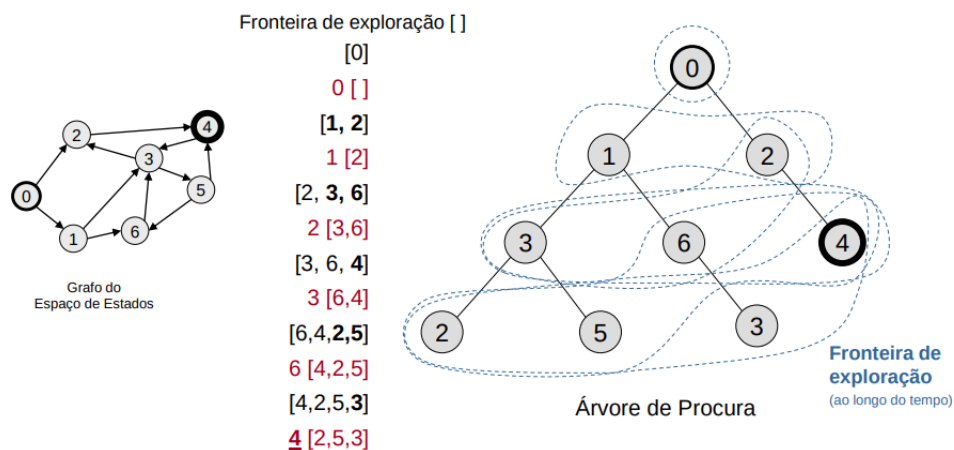 Fronteira de exploração [ ]
[0]
0 [ ]
[1, 2]
1 [2]
[2, 3, 6]
2 [3,6]
[3, 6, 4]
3 [6,4]
[6,4,2,5]
6 [4,2,5]
[4,2,5,3]
4 [2,5,3]
2
4
3
5
0
1
6
Grafo do
Espaço de Estados
0
1
2
3
6
4
2
5
3
Árvore de Procura
Fronteira de
exploração
(ao longo do tempo)